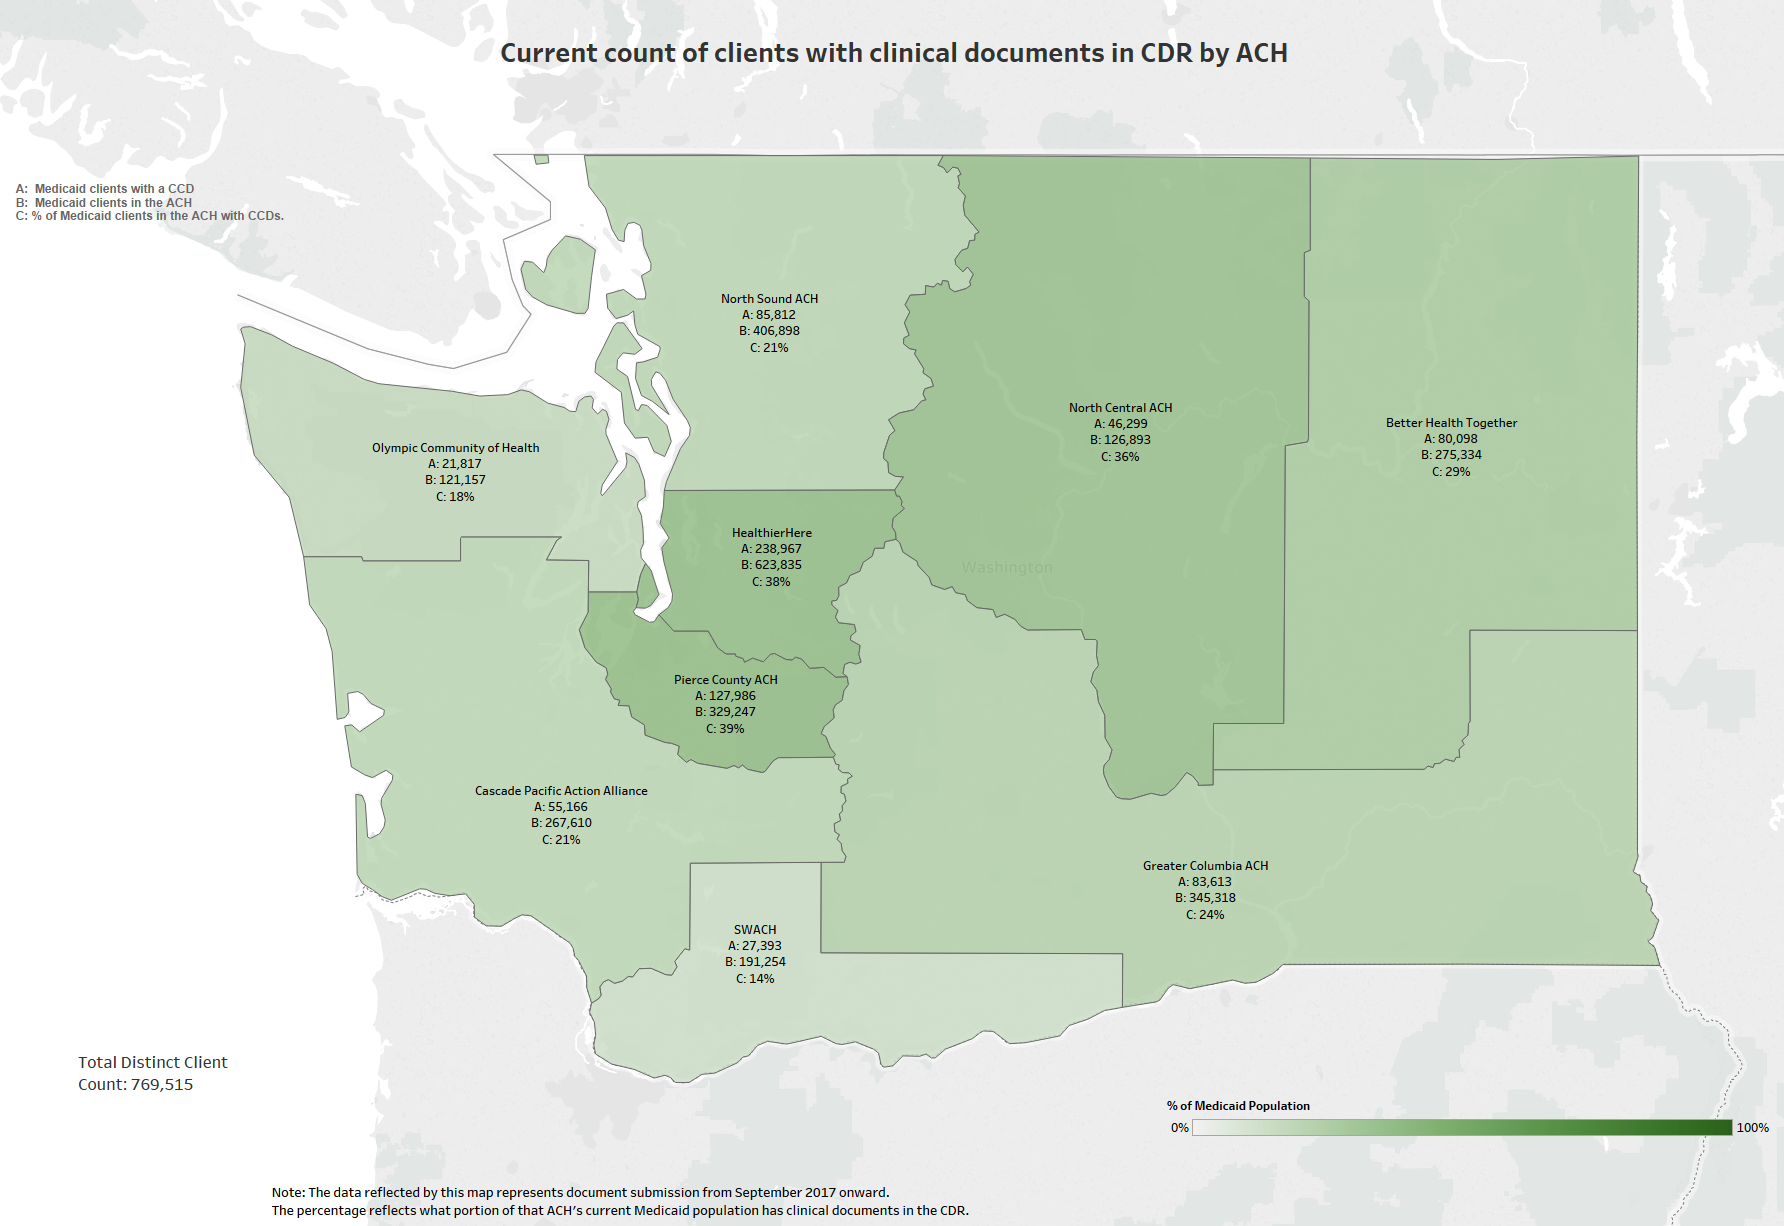 Current count of clients with clinical documents in CDR by ACH
A:  Medicaid clients with a CCD
B:  Medicaid clients in the ACH
C: % of Medicaid clients in the ACH with CCDs.
North Sound ACH
A: 85,812
B: 406,898
C: 21%
North Central ACH
A: 46,299
B: 126,893
C: 36%
Better Health Together
A: 80,098
B: 275,334
C: 29%
Olympic Community of Health
A: 21,817
B: 121,157
C: 18%
HealthierHere
A: 238,967
B: 623,835
C: 38%
Washington
Pierce County ACH
A: 127,986
B: 329,247
C: 39%
Cascade Pacific Action Alliance
A: 55,166
B: 267,610
C: 21%
Greater Columbia ACH
A: 83,613
B: 345,318
C: 24%
SWACH
A: 27,393
B: 191,254
C: 14%
Total Distinct Client
Count: 769,515
% of Medicaid Population
0% 100%
Note: The data reflected by this map represents document submission from September 2017 onward.
The percentage reflects what portion of that ACH's current Medicaid population has clinical documents in the CDR.